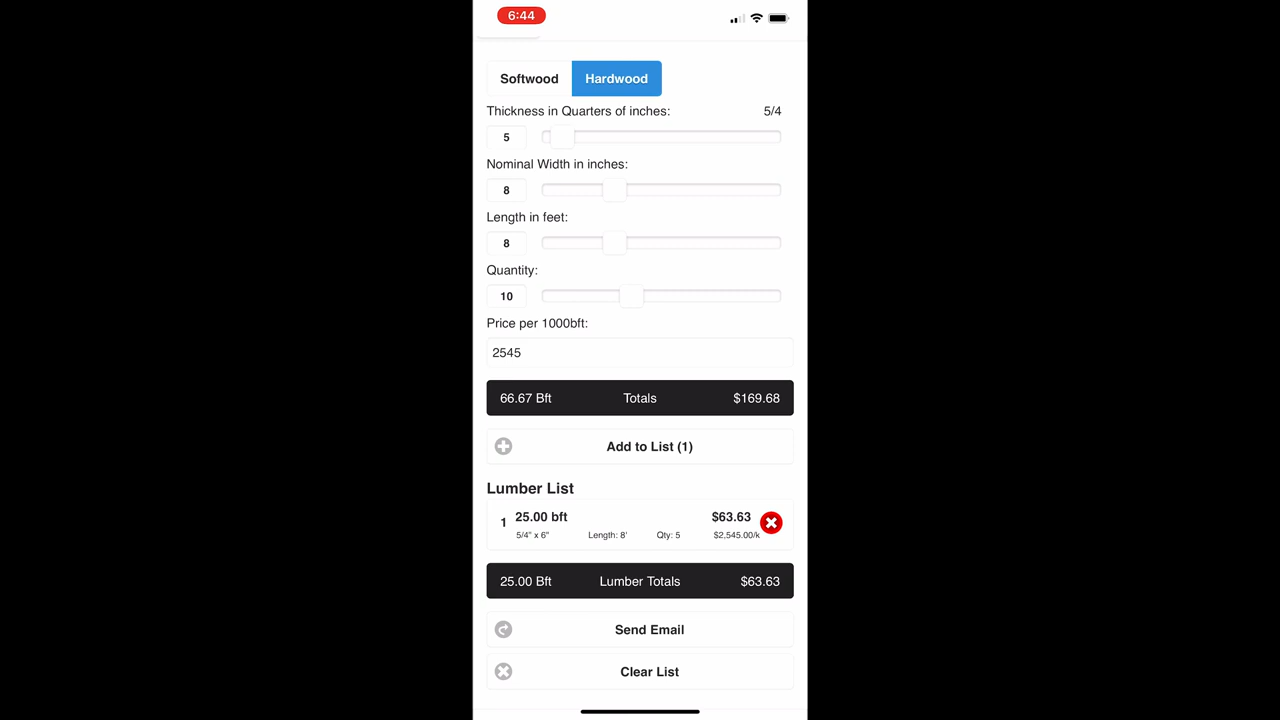 6:44
Softwood Hardwood
Thickness in Quarters of inches: 5/4
5
Nominal Width in inches:
8
Length in feet:
8
Quantity:
10
Price per 1000bft:
2545
66.67 Bft Totals $169.68
Add to List (1)
Lumber List
1 25.00 bft $63.63
5/4" x 6" Length: 8' Qty: 5 $2,545.00/k
25.00 Bft Lumber Totals $63.63
Send Email
Clear List